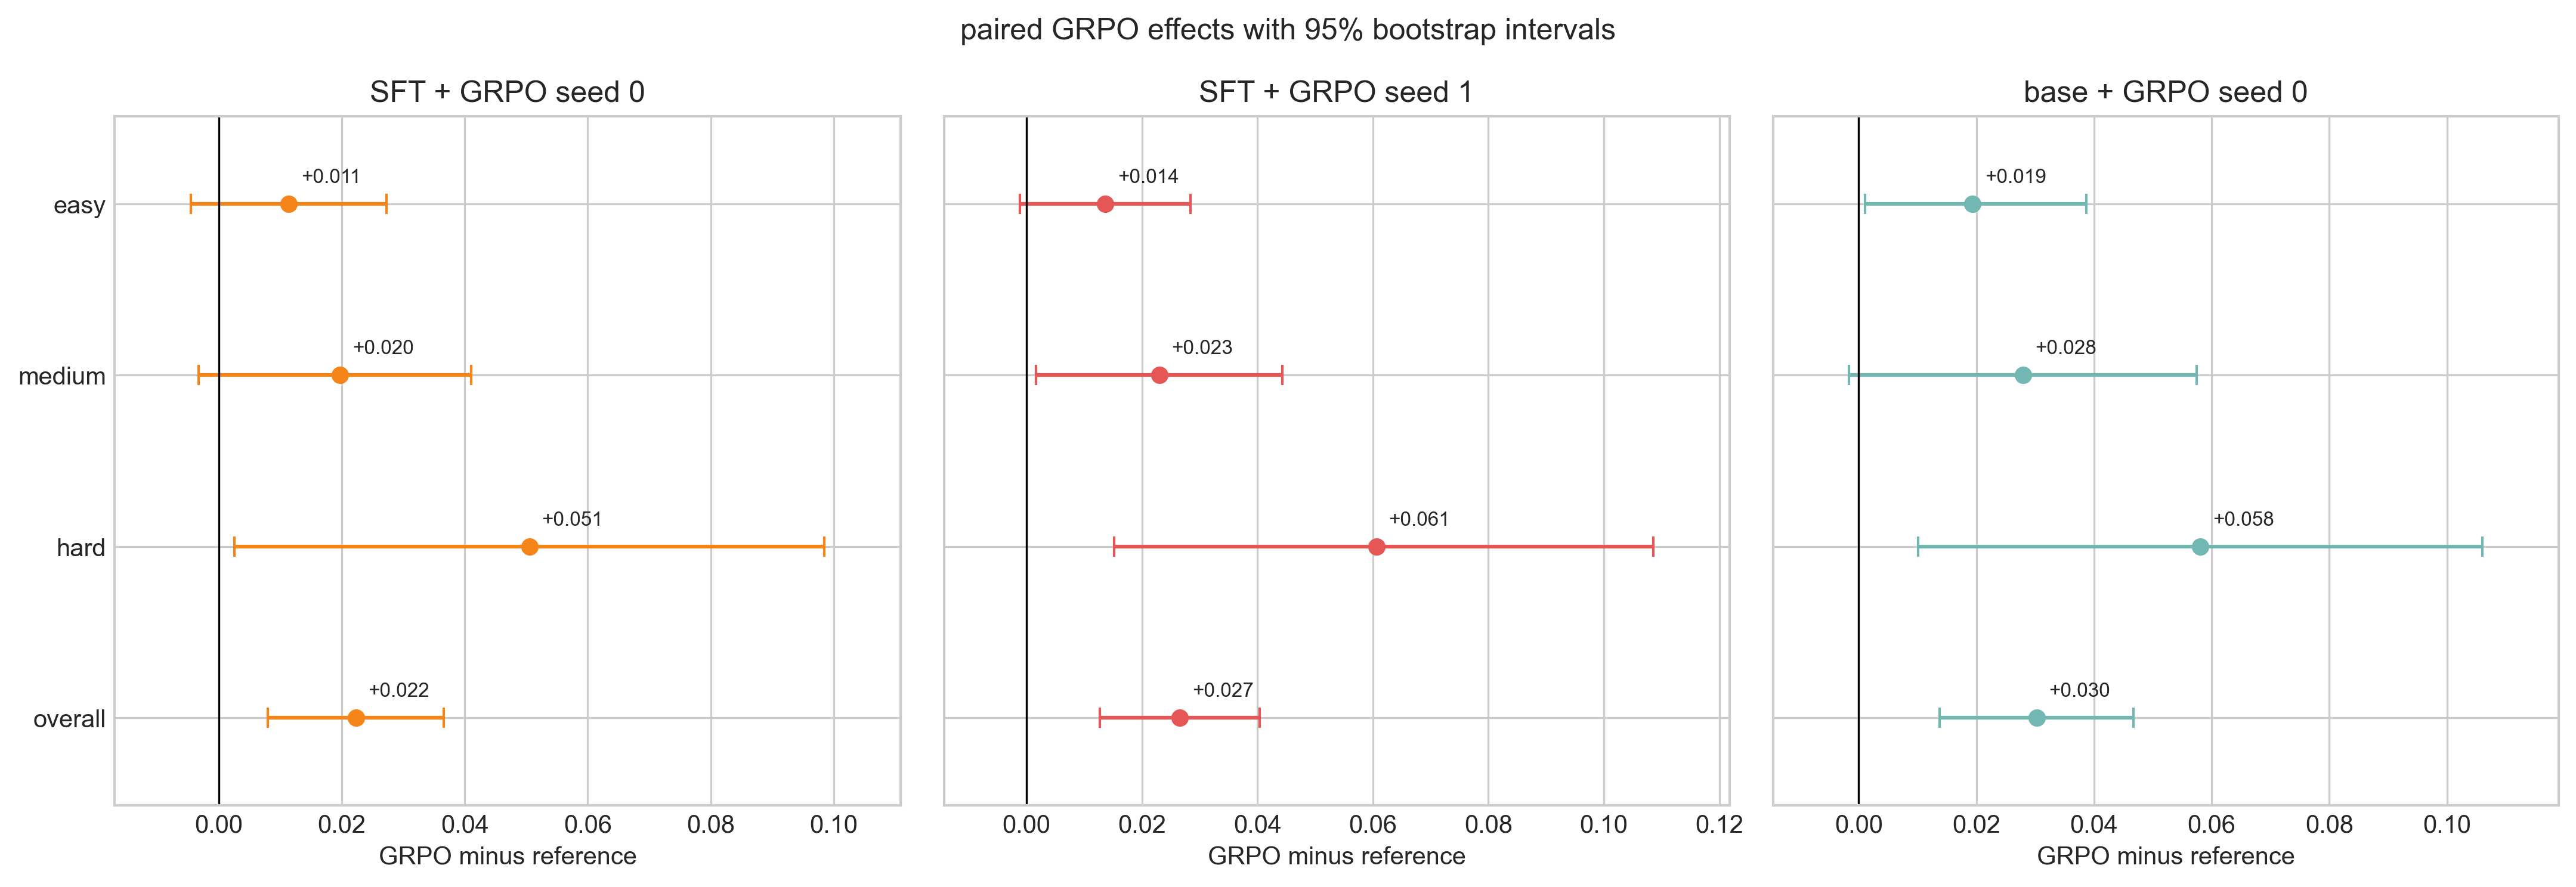 paired GRPO effects with 95% bootstrap intervals
SFT + GRPO seed 0
easy
medium
hard
overall
+0.011
+0.020
+0.051
+0.022
0.00 0.02 0.04 0.06 0.08 0.10
GRPO minus reference
SFT + GRPO seed 1
+0.014
+0.023
+0.061
+0.027
0.00 0.02 0.04 0.06 0.08 0.10 0.12
GRPO minus reference
base + GRPO seed 0
+0.019
+0.028
+0.058
+0.030
0.00 0.02 0.04 0.06 0.08 0.10
GRPO minus reference